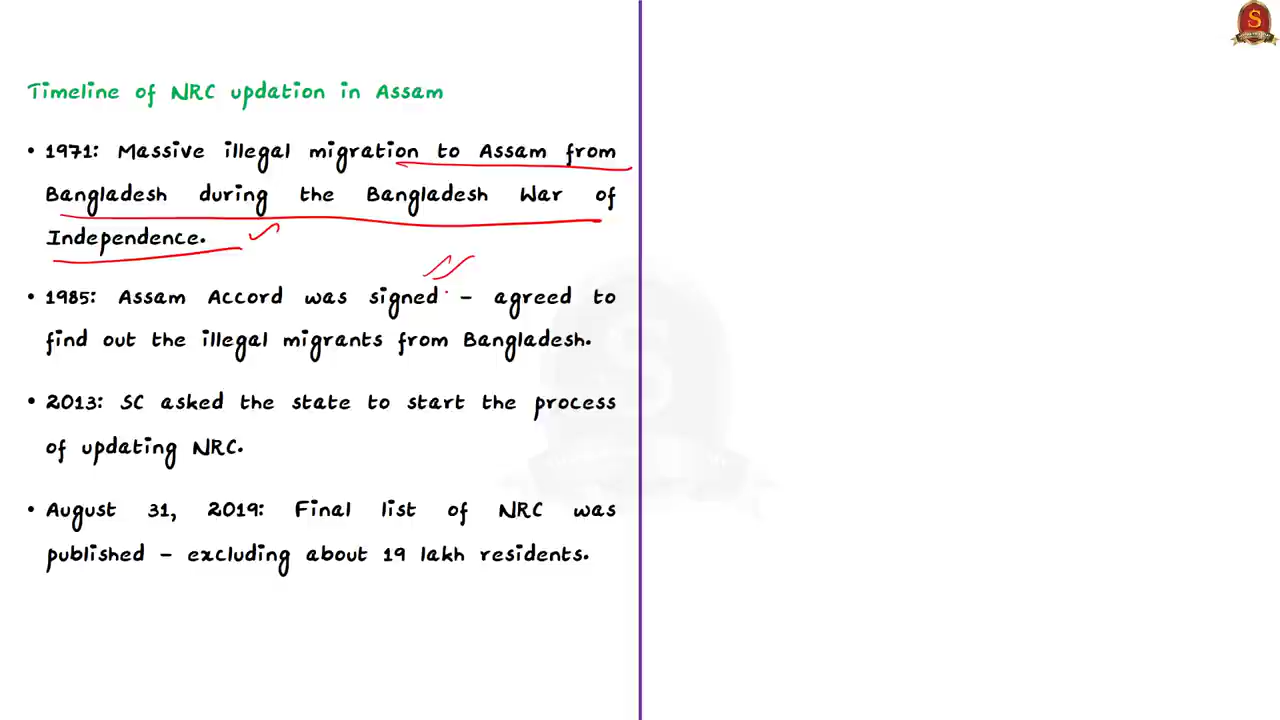 Timeline of NRC updation in Assam
• 1971: Massive illegal migration to Assam from
Bangladesh during the Bangladesh War of
Independence.
• 1985: Assam Accord was signed – agreed to
find out the illegal migrants from Bangladesh.
• 2013: SC asked the state to start the process
of updating NRC.
• August 31, 2019: Final list of NRC was
published – excluding about 19 lakh residents.
S